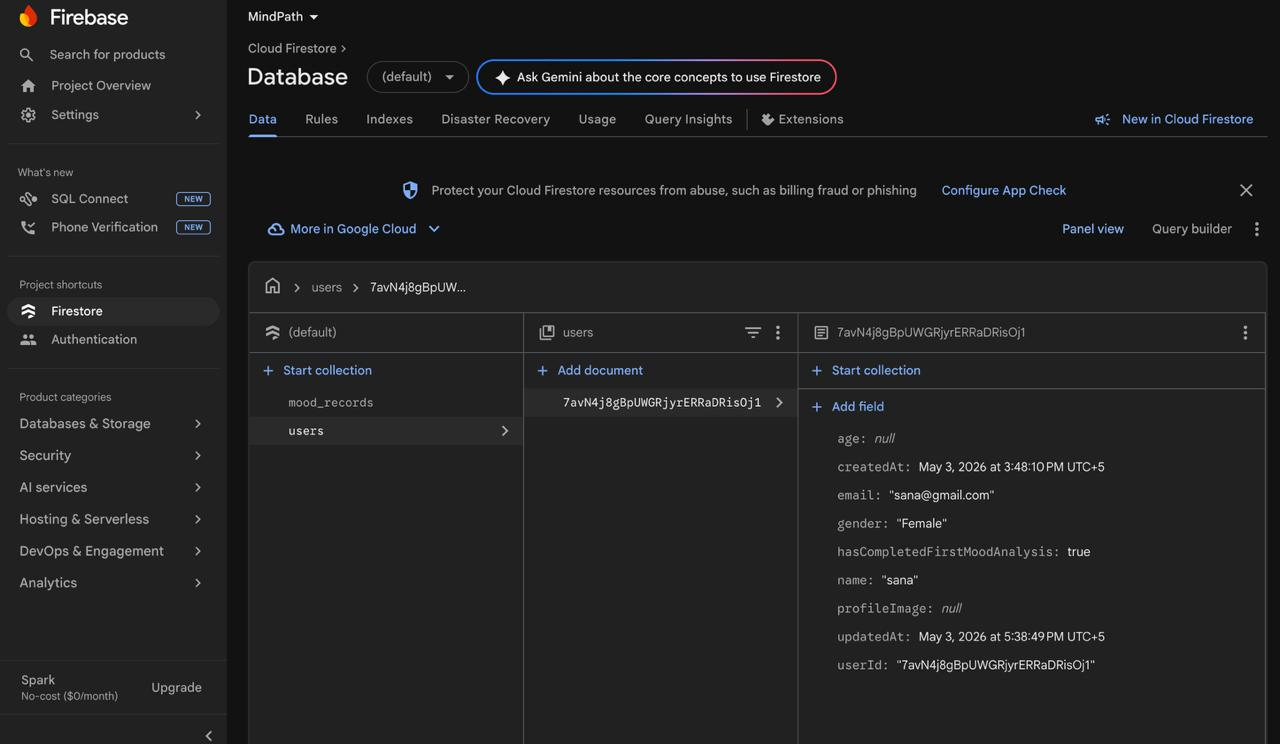 Firebase
Search for products
Project Overview
Settings
What's new
SQL Connect NEW
Phone Verification NEW
Project shortcuts
Firestore
Authentication
Product categories
Databases & Storage
Security
AI services
Hosting & Serverless
DevOps & Engagement
Analytics
Spark
No-cost ($0/month)
Upgrade
MindPath
Cloud Firestore
Database (default) Ask Gemini about the core concepts to use Firestore
Data Rules Indexes Disaster Recovery Usage Query Insights Extensions New in Cloud Firestore
Protect your Cloud Firestore resources from abuse, such as billing fraud or phishing Configure App Check
More in Google Cloud Panel view Query builder
users 7avN4j8gBpUW...
(default)
Start collection
mood_records
users
users
Add document
7avN4j8gBpUWGRjyrERRaDRisOj1
7avN4j8gBpUWGRjyrERRaDRisOj1
Start collection
Add field
age: null
createdAt: May 3, 2026 at 3:48:10 PM UTC+5
email: "sana@gmail.com"
gender: "Female"
hasCompletedFirstMoodAnalysis: true
name: "sana"
profileImage: null
updatedAt: May 3, 2026 at 5:38:49 PM UTC+5
userId: "7avN4j8gBpUWGRjyrERRaDRisOj1"